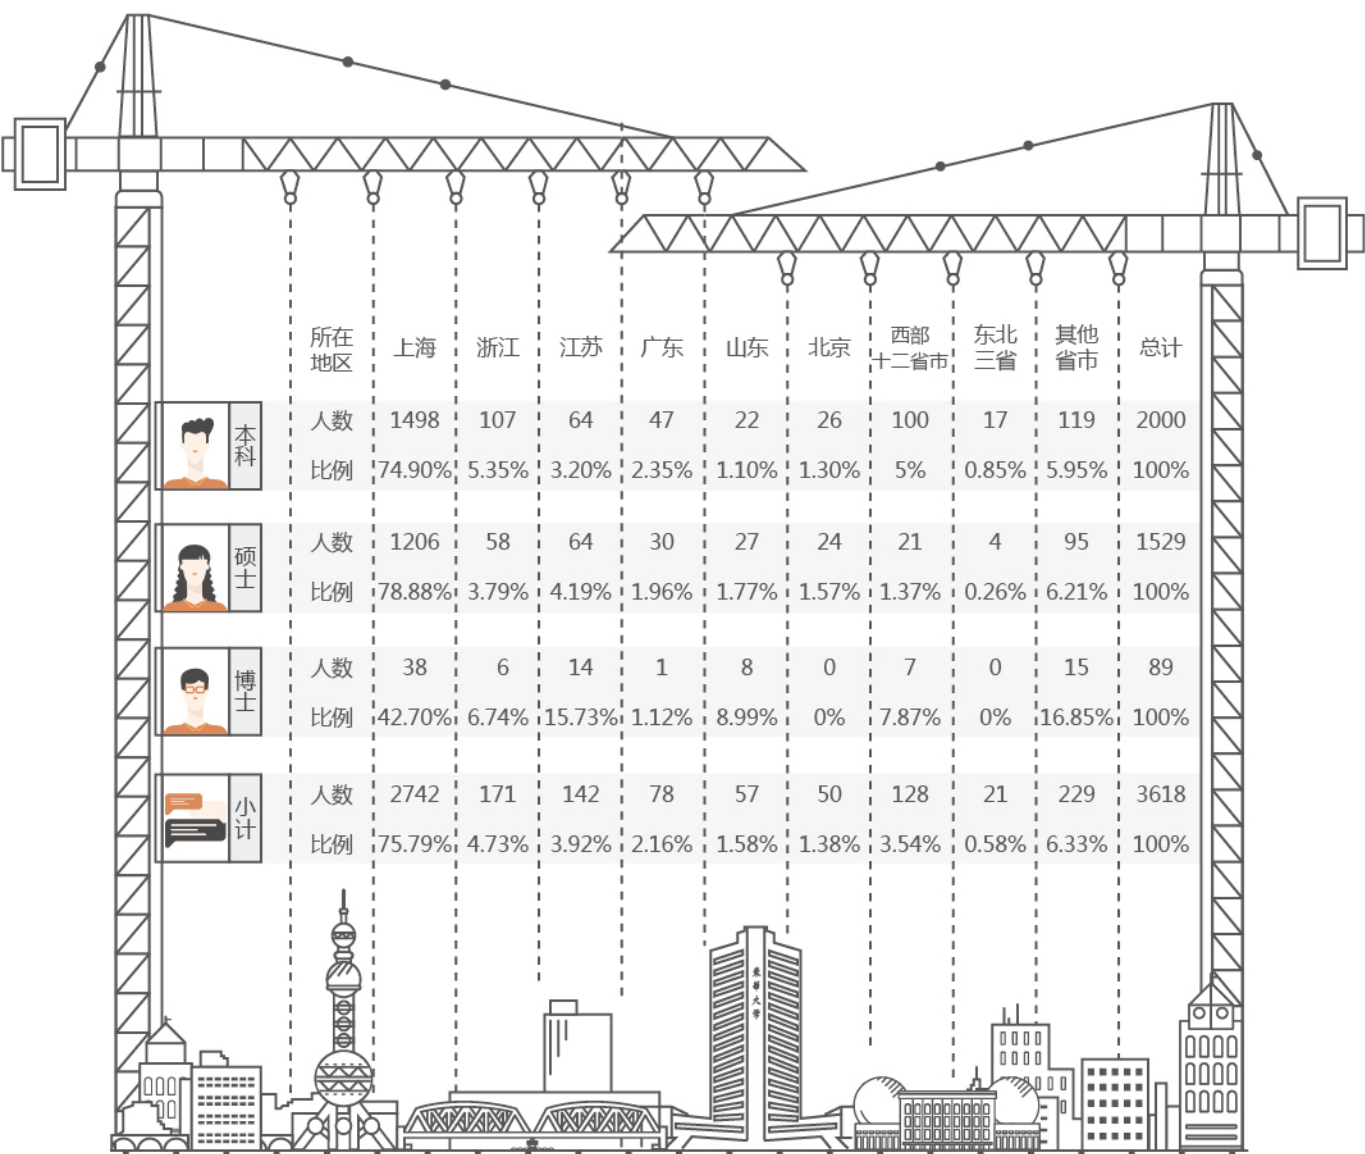 所在地区 上海 浙江 江苏 广东 山东 北京 西部十二省市 东北三省 其他省市 总计
本科
人数 1498 107 64 47 22 26 100 17 119 2000
比例 74.90% 5.35% 3.20% 2.35% 1.10% 1.30% 5% 0.85% 5.95% 100%
硕士
人数 1206 58 64 30 27 24 21 4 95 1529
比例 78.88% 3.79% 4.19% 1.96% 1.77% 1.57% 1.37% 0.26% 6.21% 100%
博士
人数 38 6 14 1 8 0 7 0 15 89
比例 42.70% 6.74% 15.73% 1.12% 8.99% 0% 7.87% 0% 16.85% 100%
小计
人数 2742 171 142 78 57 50 128 21 229 3618
比例 75.79% 4.73% 3.92% 2.16% 1.58% 1.38% 3.54% 0.58% 6.33% 100%
東華大学